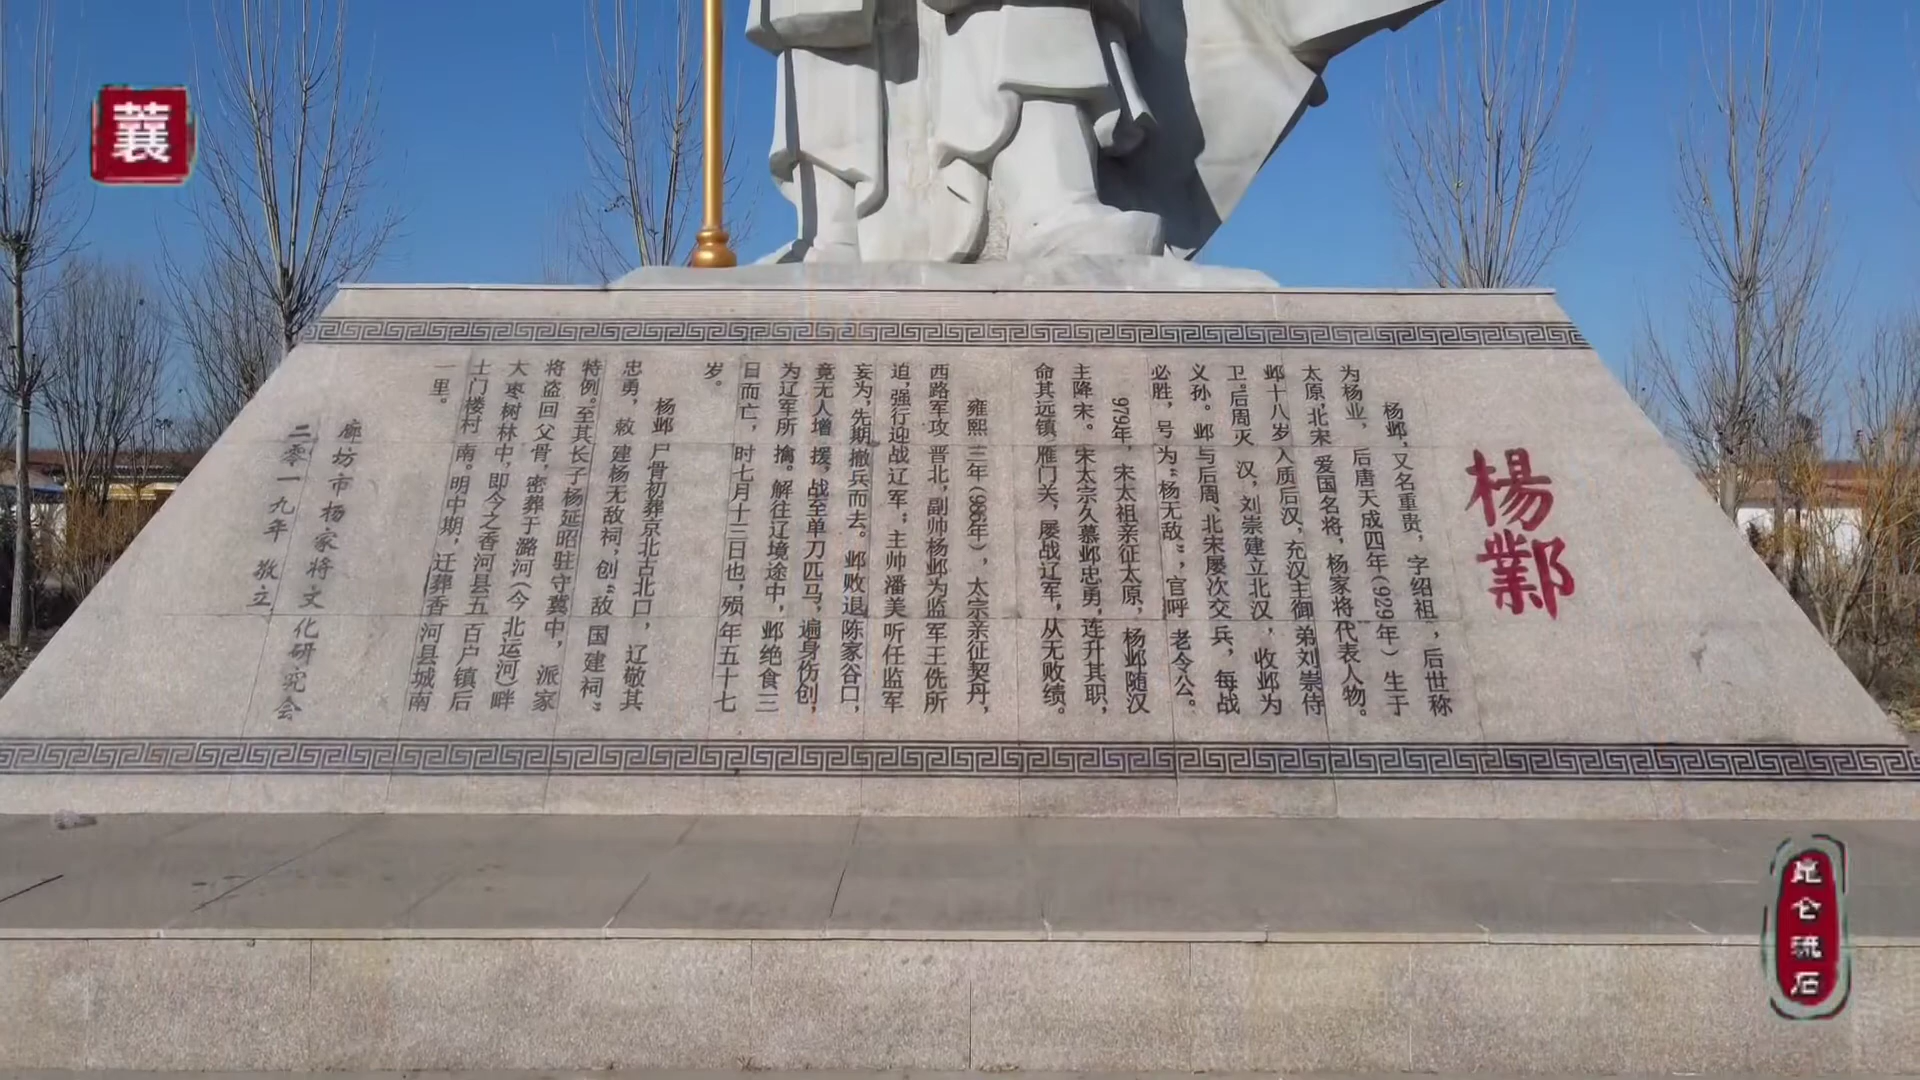 蘘
楊鄴
杨邺，又名重贵，字绍祖，后世称
为杨业，后唐天成四年（929年）生于
太原，北宋爱国名将，杨家将代表人物。
邺十八岁入质后汉，充汉主御弟刘崇侍
卫。后周灭汉，刘崇建立北汉，收邺为
义孙。邺与后周、北宋屡次交兵，每战
必胜，号为“杨无敌”，官呼老令公。
979年，宋太祖亲征太原，杨邺随汉
主降宋。宋太宗久慕邺忠勇，连升其职，
命其远镇雁门关，屡战辽军，从无败绩。
雍熙三年（986年），太宗亲征契丹，
西路军攻晋北，副帅杨邺为监军王侁所
迫，强行迎战辽军；主帅潘美听任监军
妄为，先期撤兵而去。邺败退陈家谷口，
竟无人增援，战至单刀匹马，遍身伤创，
为辽军所擒。解往辽境途中，邺绝食三
日而亡，时七月十三日也，殒年五十七
岁。
杨邺尸骨初葬京北古北口，辽敬其
忠勇，敕建杨无敌祠，创“敌国建祠”
特例。至其长子杨延昭驻守冀中，派家
将盗回父骨，密葬于潞河（今北运河）畔
大枣树林中，即今之香河县五百户镇后
土门楼村南。明中期，迁葬香河县城南
一里。
廊坊市杨家将文化研究会
二零一九年敬立
昆仑琉石